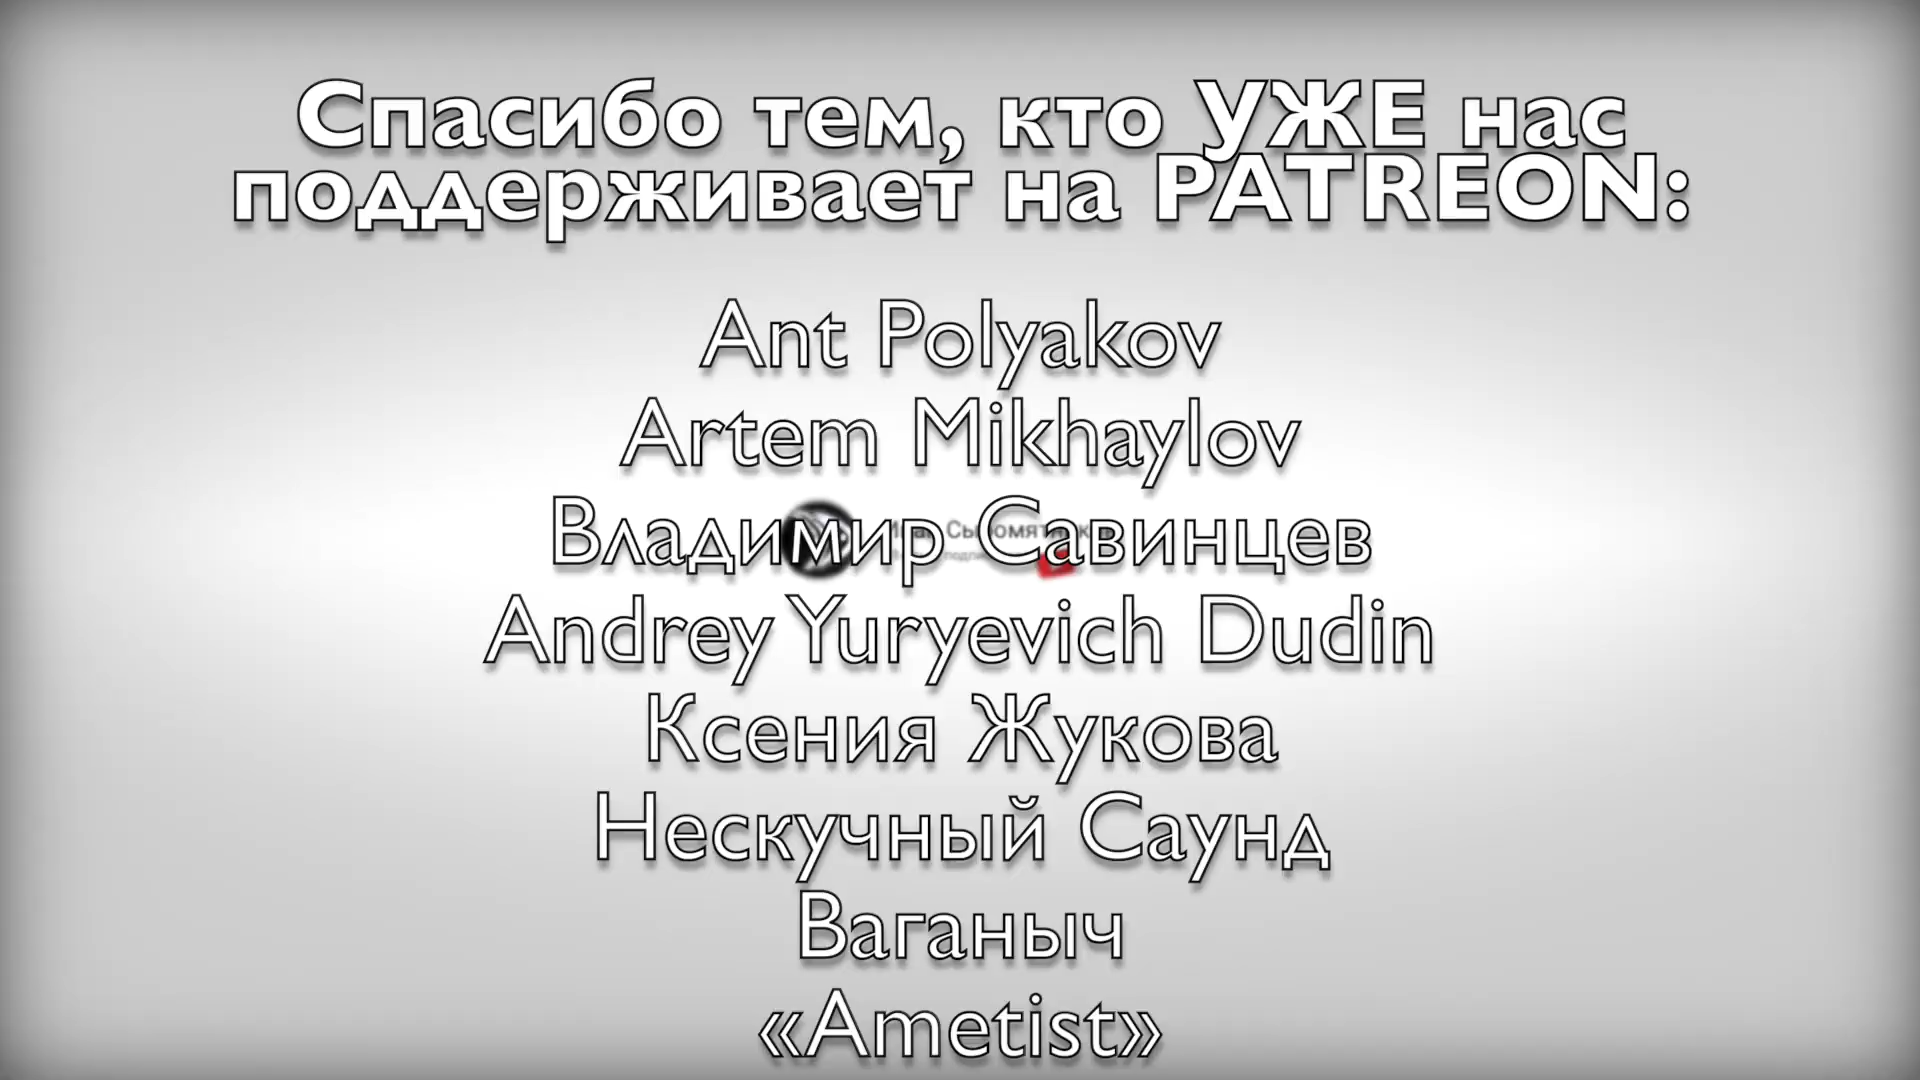 Спасибо тем, кто УЖЕ нас
поддерживает на PATREON:
Ant Polyakov
Artem Mikhaylov
Владимир Савинцев
Andrey Yuryevich Dudin
Ксения Жукова
Нескучный Саунд
Ваганыч
«Ametist»